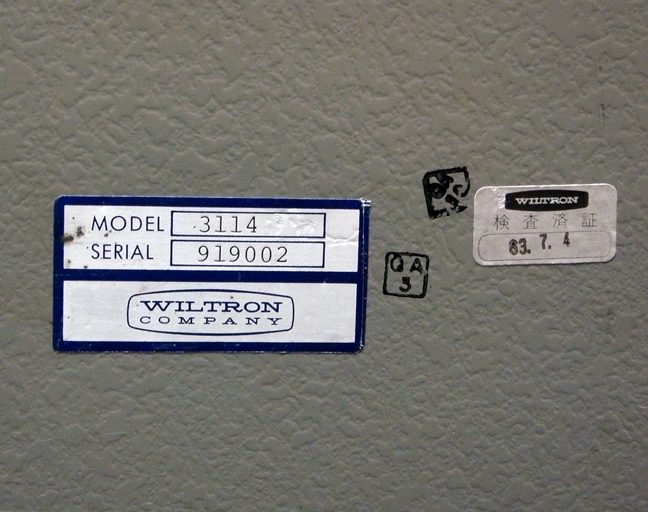 MODEL 3114
SERIAL 919002
WILTRON
COMPANY
QA
3
WILTRON
検査済証
63. 7. 4